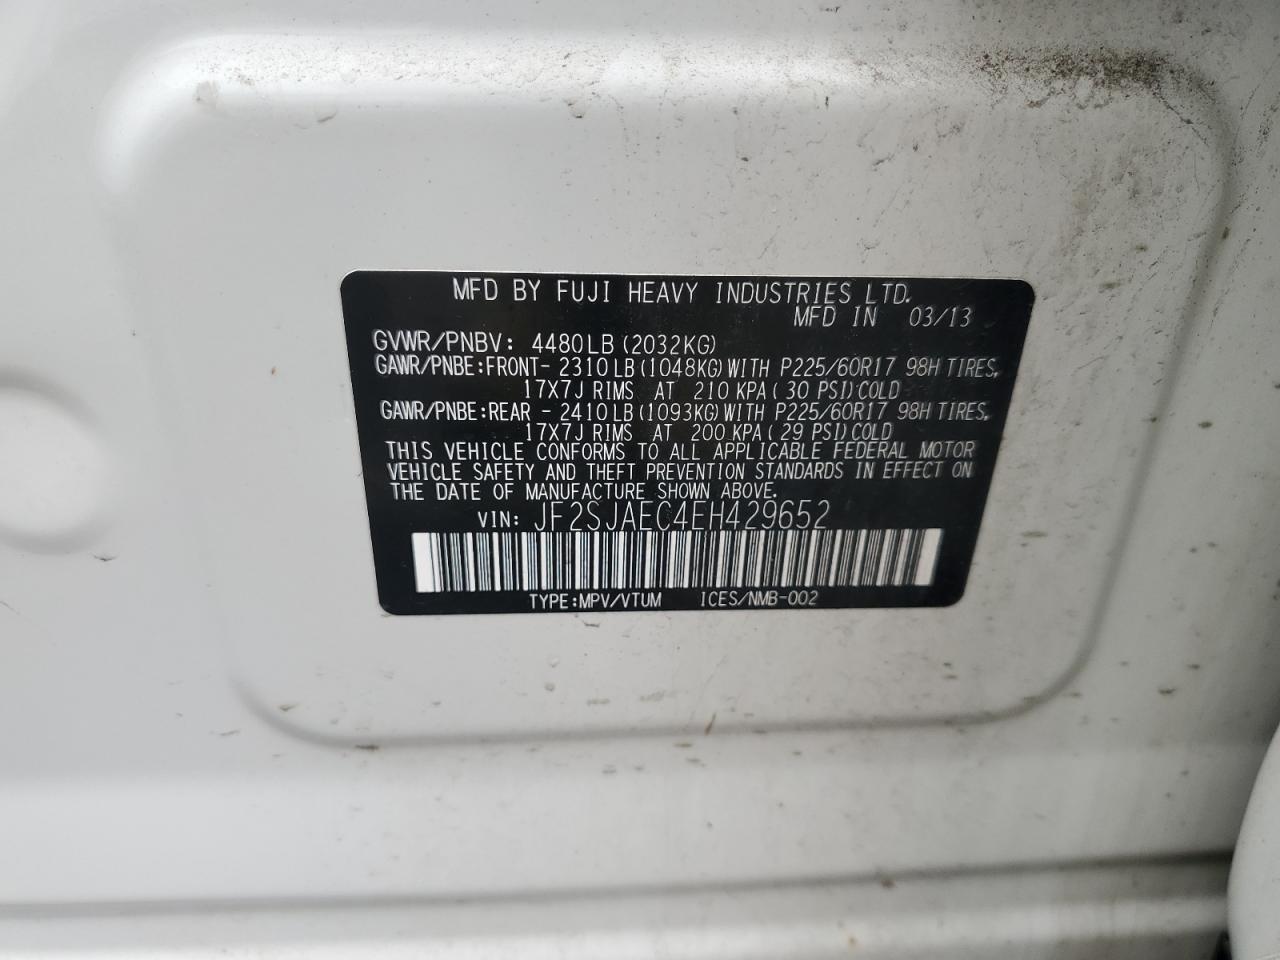 MFD BY FUJI HEAVY INDUSTRIES LTD.
MFD IN 03/13
GVWR/PNBV: 4480LB (2032KG)
GAWR/PNBE:FRONT- 2310LB (1048KG)WITH P225/60R17 98H TIRES,
17X7J RIMS AT 210 KPA (30 PSI)COLD
GAWR/PNBE:REAR - 2410LB (1093KG)WITH P225/60R17 98H TIRES,
17X7J RIMS AT 200 KPA (29 PSI)COLD
THIS VEHICLE CONFORMS TO ALL APPLICABLE FEDERAL MOTOR
VEHICLE SAFETY AND THEFT PREVENTION STANDARDS IN EFFECT ON
THE DATE OF MANUFACTURE SHOWN ABOVE.
VIN: JF2SJAEC4EH429652
TYPE:MPV/VTUM ICES/NMB-002